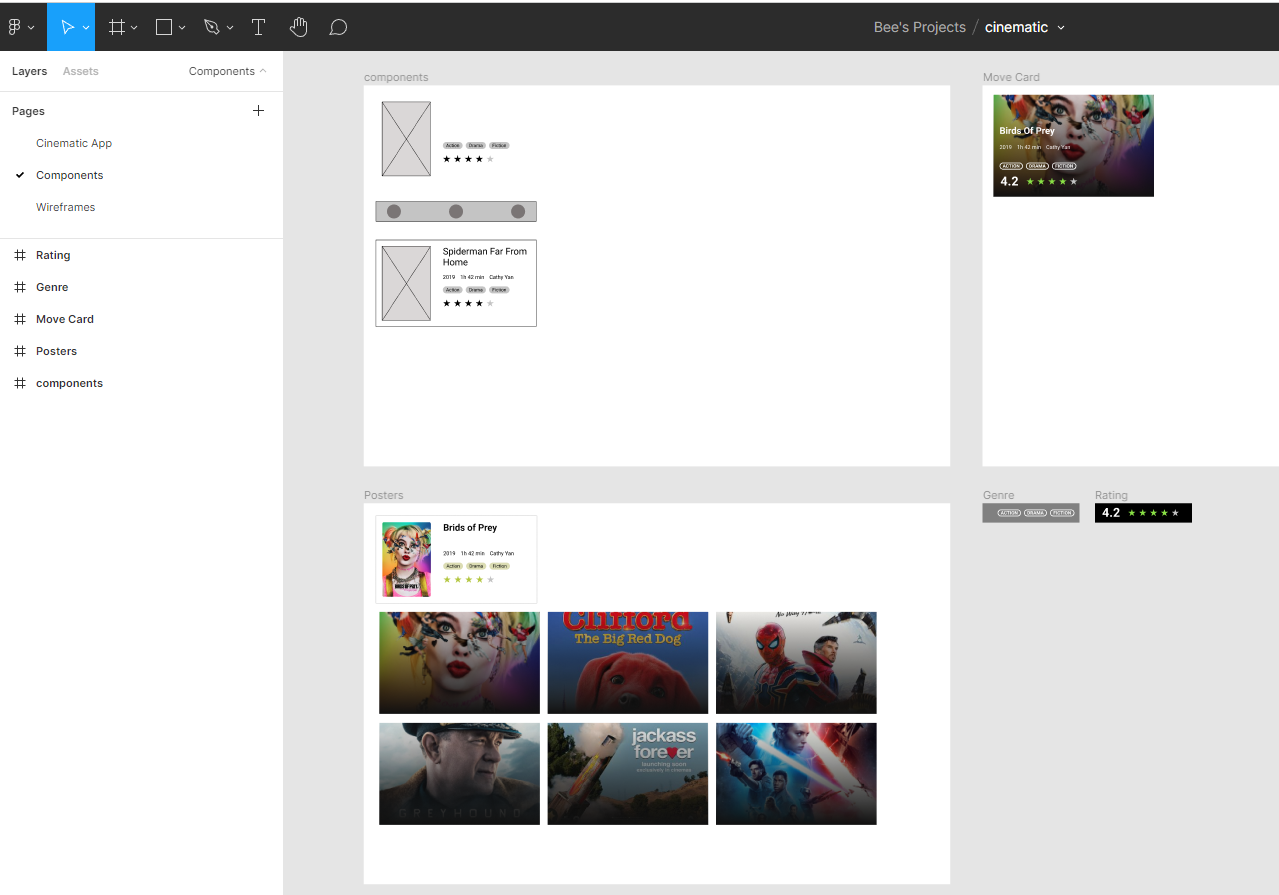 Bee's Projects / cinematic
Layers Assets Components
Pages
Cinematic App
Components
Wireframes
Rating
Genre
Move Card
Posters
components
components
Action Drama Fiction
Spiderman Far From
Home
2019 1h 42 min Cathy Yan
Action Drama Fiction
Move Card
Birds Of Prey
2019 1h 42 min Cathy Yan
ACTION DRAMA FICTION
4.2
Posters
Brids of Prey
2019 1h 42 min Cathy Yan
Action Drama Fiction
BIRDS OF PREY
Clifford
The Big Red Dog
No Way Home
GREYHOUND
jackass
forever
launching soon
exclusively in cinemas
Genre
ACTION DRAMA FICTION
Rating
4.2